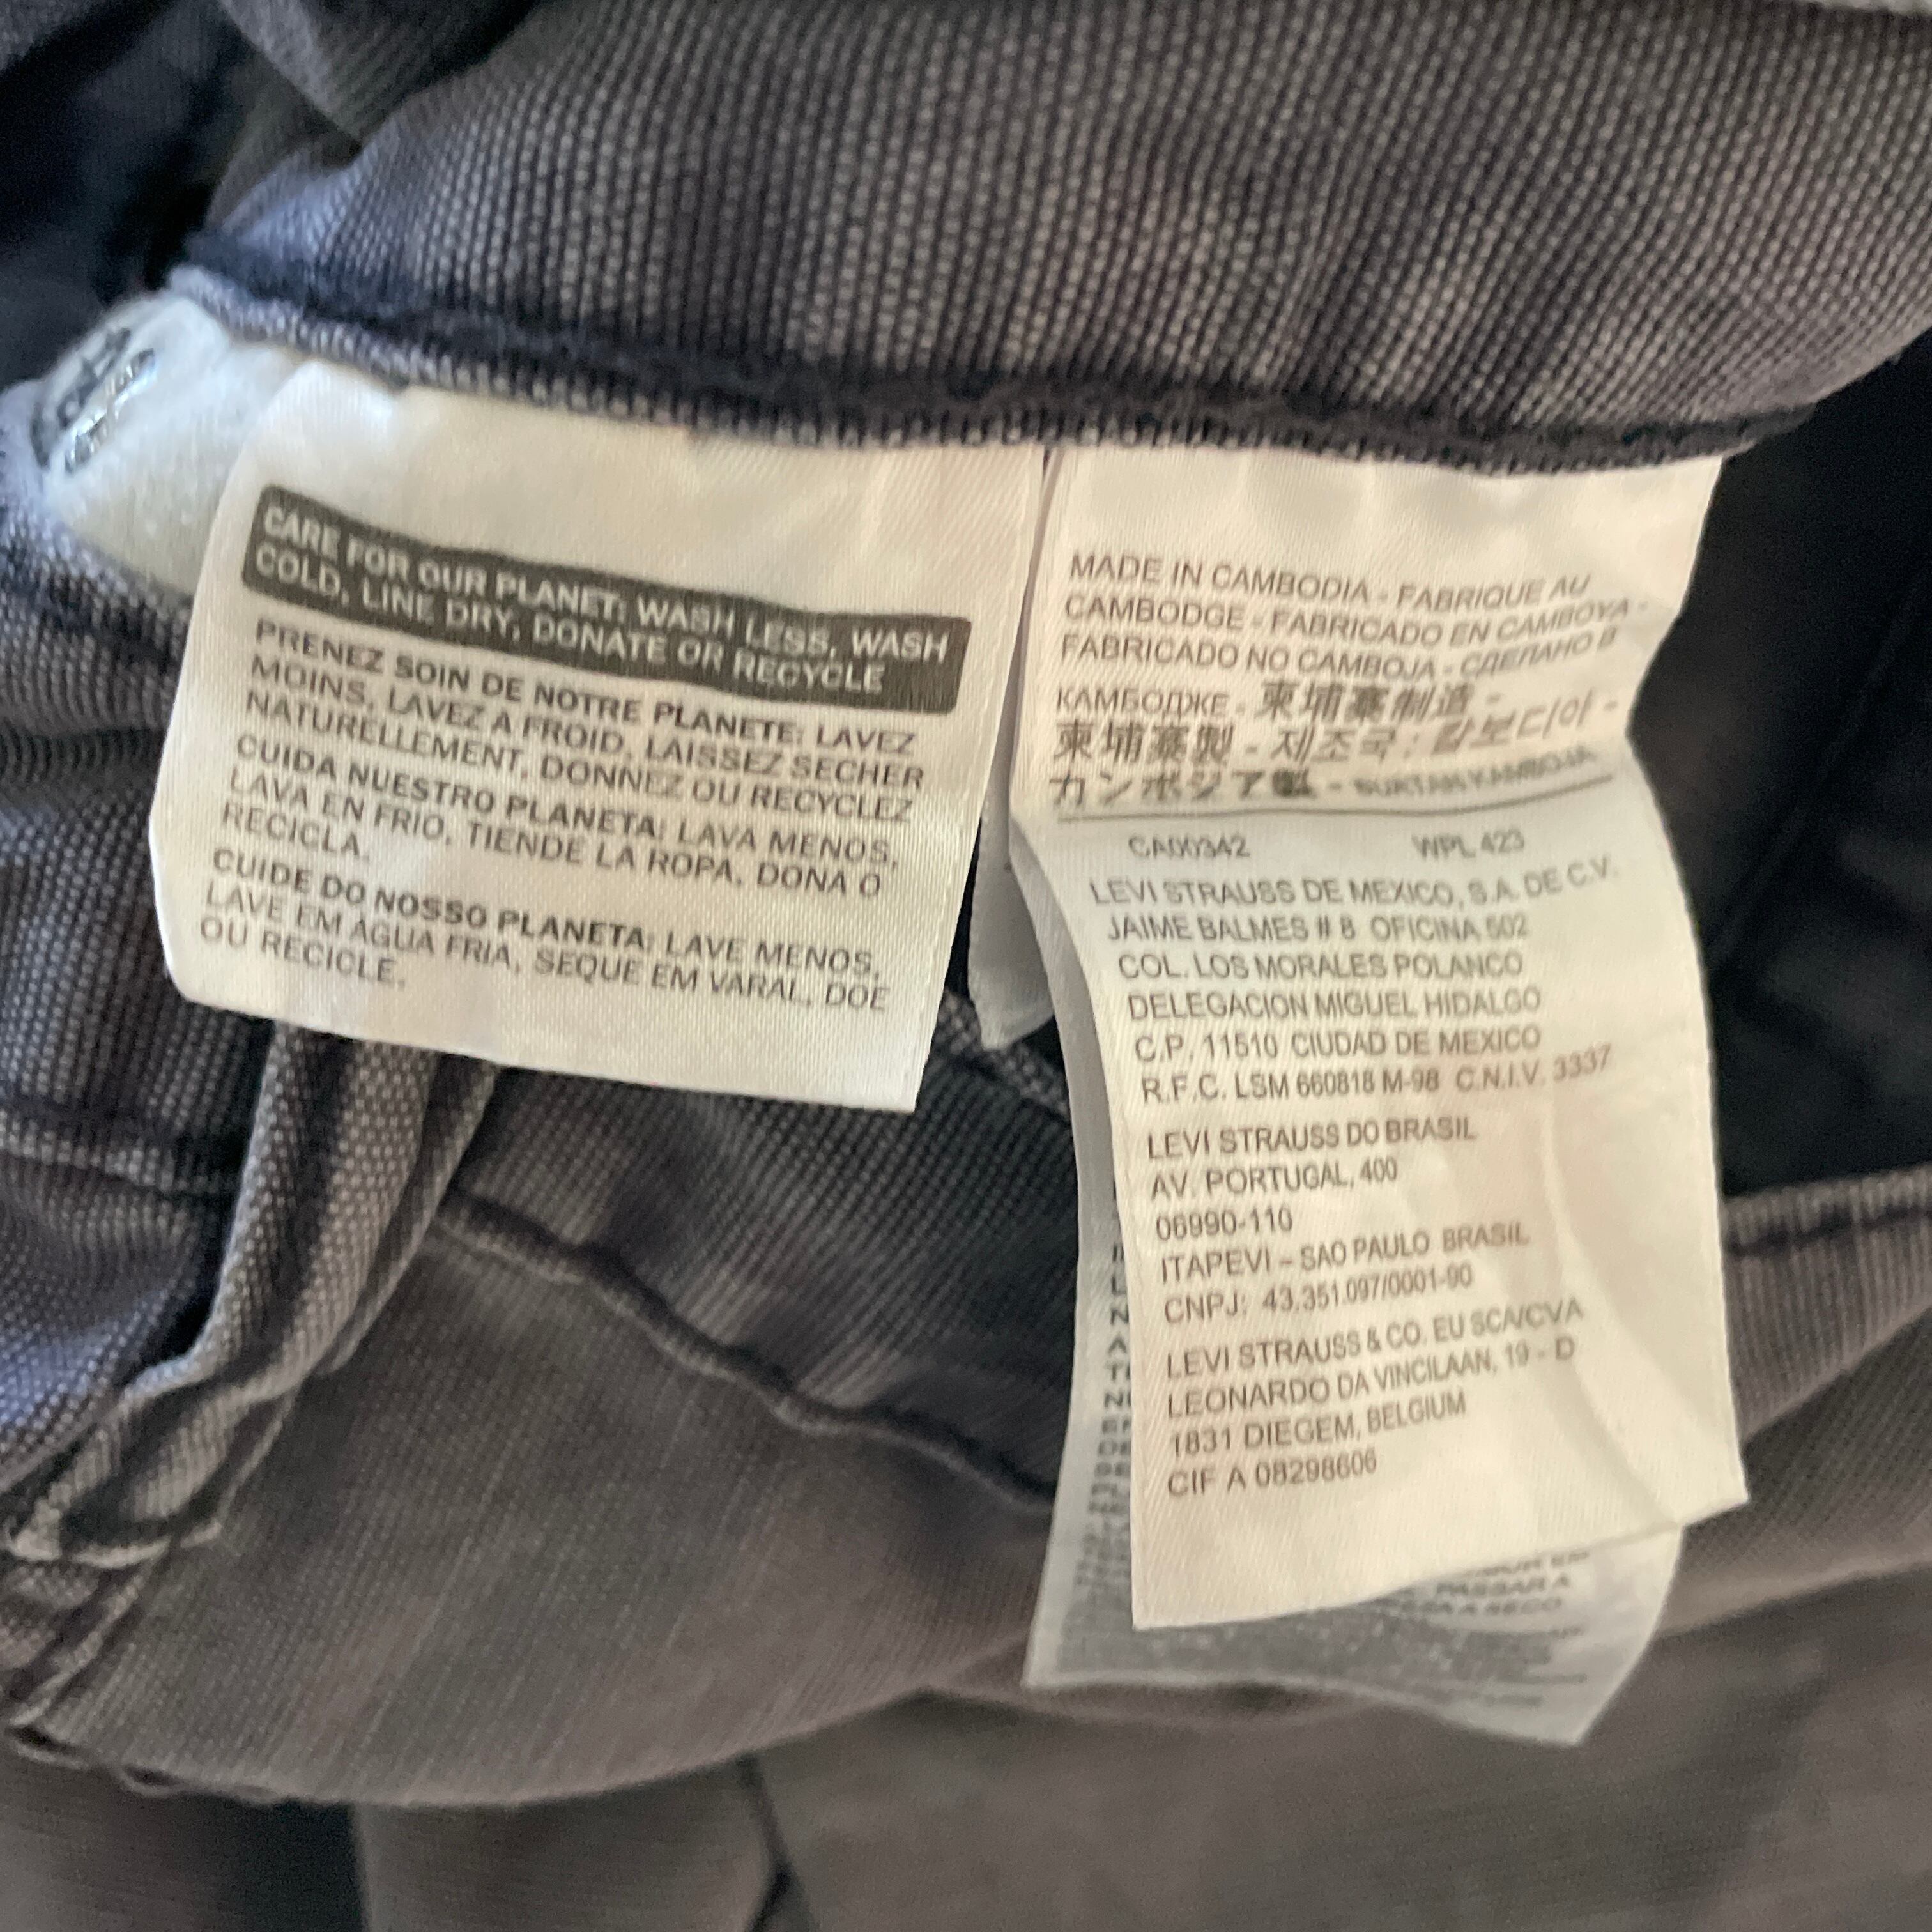 CARE FOR OUR PLANET: WASH LESS, WASH
COLD, LINE DRY, DONATE OR RECYCLE
PRENEZ SOIN DE NOTRE PLANETE: LAVEZ
MOINS, LAVEZ A FROID, LAISSEZ SECHER
NATURELLEMENT, DONNEZ OU RECYCLEZ
CUIDA NUESTRO PLANETA: LAVA MENOS,
LAVA EN FRIO, TIENDE LA ROPA, DONA O
RECICLA.
CUIDE DO NOSSO PLANETA: LAVE MENOS,
LAVE EM ÁGUA FRIA, SEQUE EM VARAL, DOE
OU RECICLE.
MADE IN CAMBODIA - FABRIQUE AU
CAMBODGE - FABRICADO EN CAMBOYA -
FABRICADO NO CAMBOJA - СДЕЛАНО В
КАМБОДЖЕ - 柬埔寨制造 -
柬埔寨製 - 제조국 : 캄보디아 -
カンボジア製 - BUATAN KAMBOJA
CA00342 WPL 423
LEVI STRAUSS DE MEXICO, S.A. DE C.V.
JAIME BALMES # 8 OFICINA 502
COL. LOS MORALES POLANCO
DELEGACION MIGUEL HIDALGO
C.P. 11510 CIUDAD DE MEXICO
R.F.C. LSM 660818 M-98 C.N.I.V. 3337
LEVI STRAUSS DO BRASIL
AV. PORTUGAL, 400
06990-110
ITAPEVI – SAO PAULO BRASIL
CNPJ: 43.351.097/0001-90
LEVI STRAUSS & CO. EU SCA/CVA
LEONARDO DA VINCILAAN, 19 - D
1831 DIEGEM, BELGIUM
CIF A 08298606
PASSAR A
A SECO